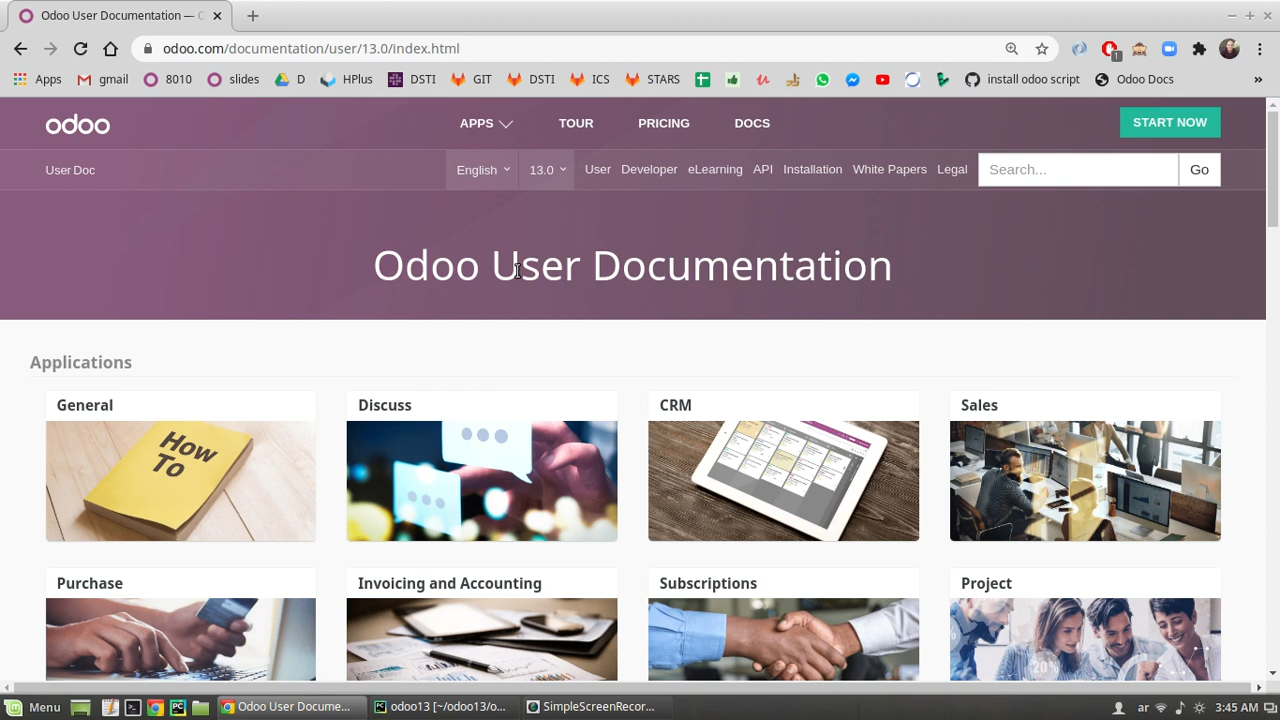 Odoo User Documentation — O
odoo.com/documentation/user/13.0/index.html
1
Apps gmail 8010 slides D HPlus DSTI GIT DSTI ICS STARS install odoo script Odoo Docs »
odoo APPS TOUR PRICING DOCS START NOW
User Doc English 13.0 User Developer eLearning API Installation White Papers Legal Search... Go
Odoo User Documentation
Applications
General Discuss CRM Sales
How
To
Purchase Invoicing and Accounting Subscriptions Project
20%
Menu Odoo User Docume... odoo13 [~/odoo13/o... SimpleScreenRecor... ar 3:45 AM